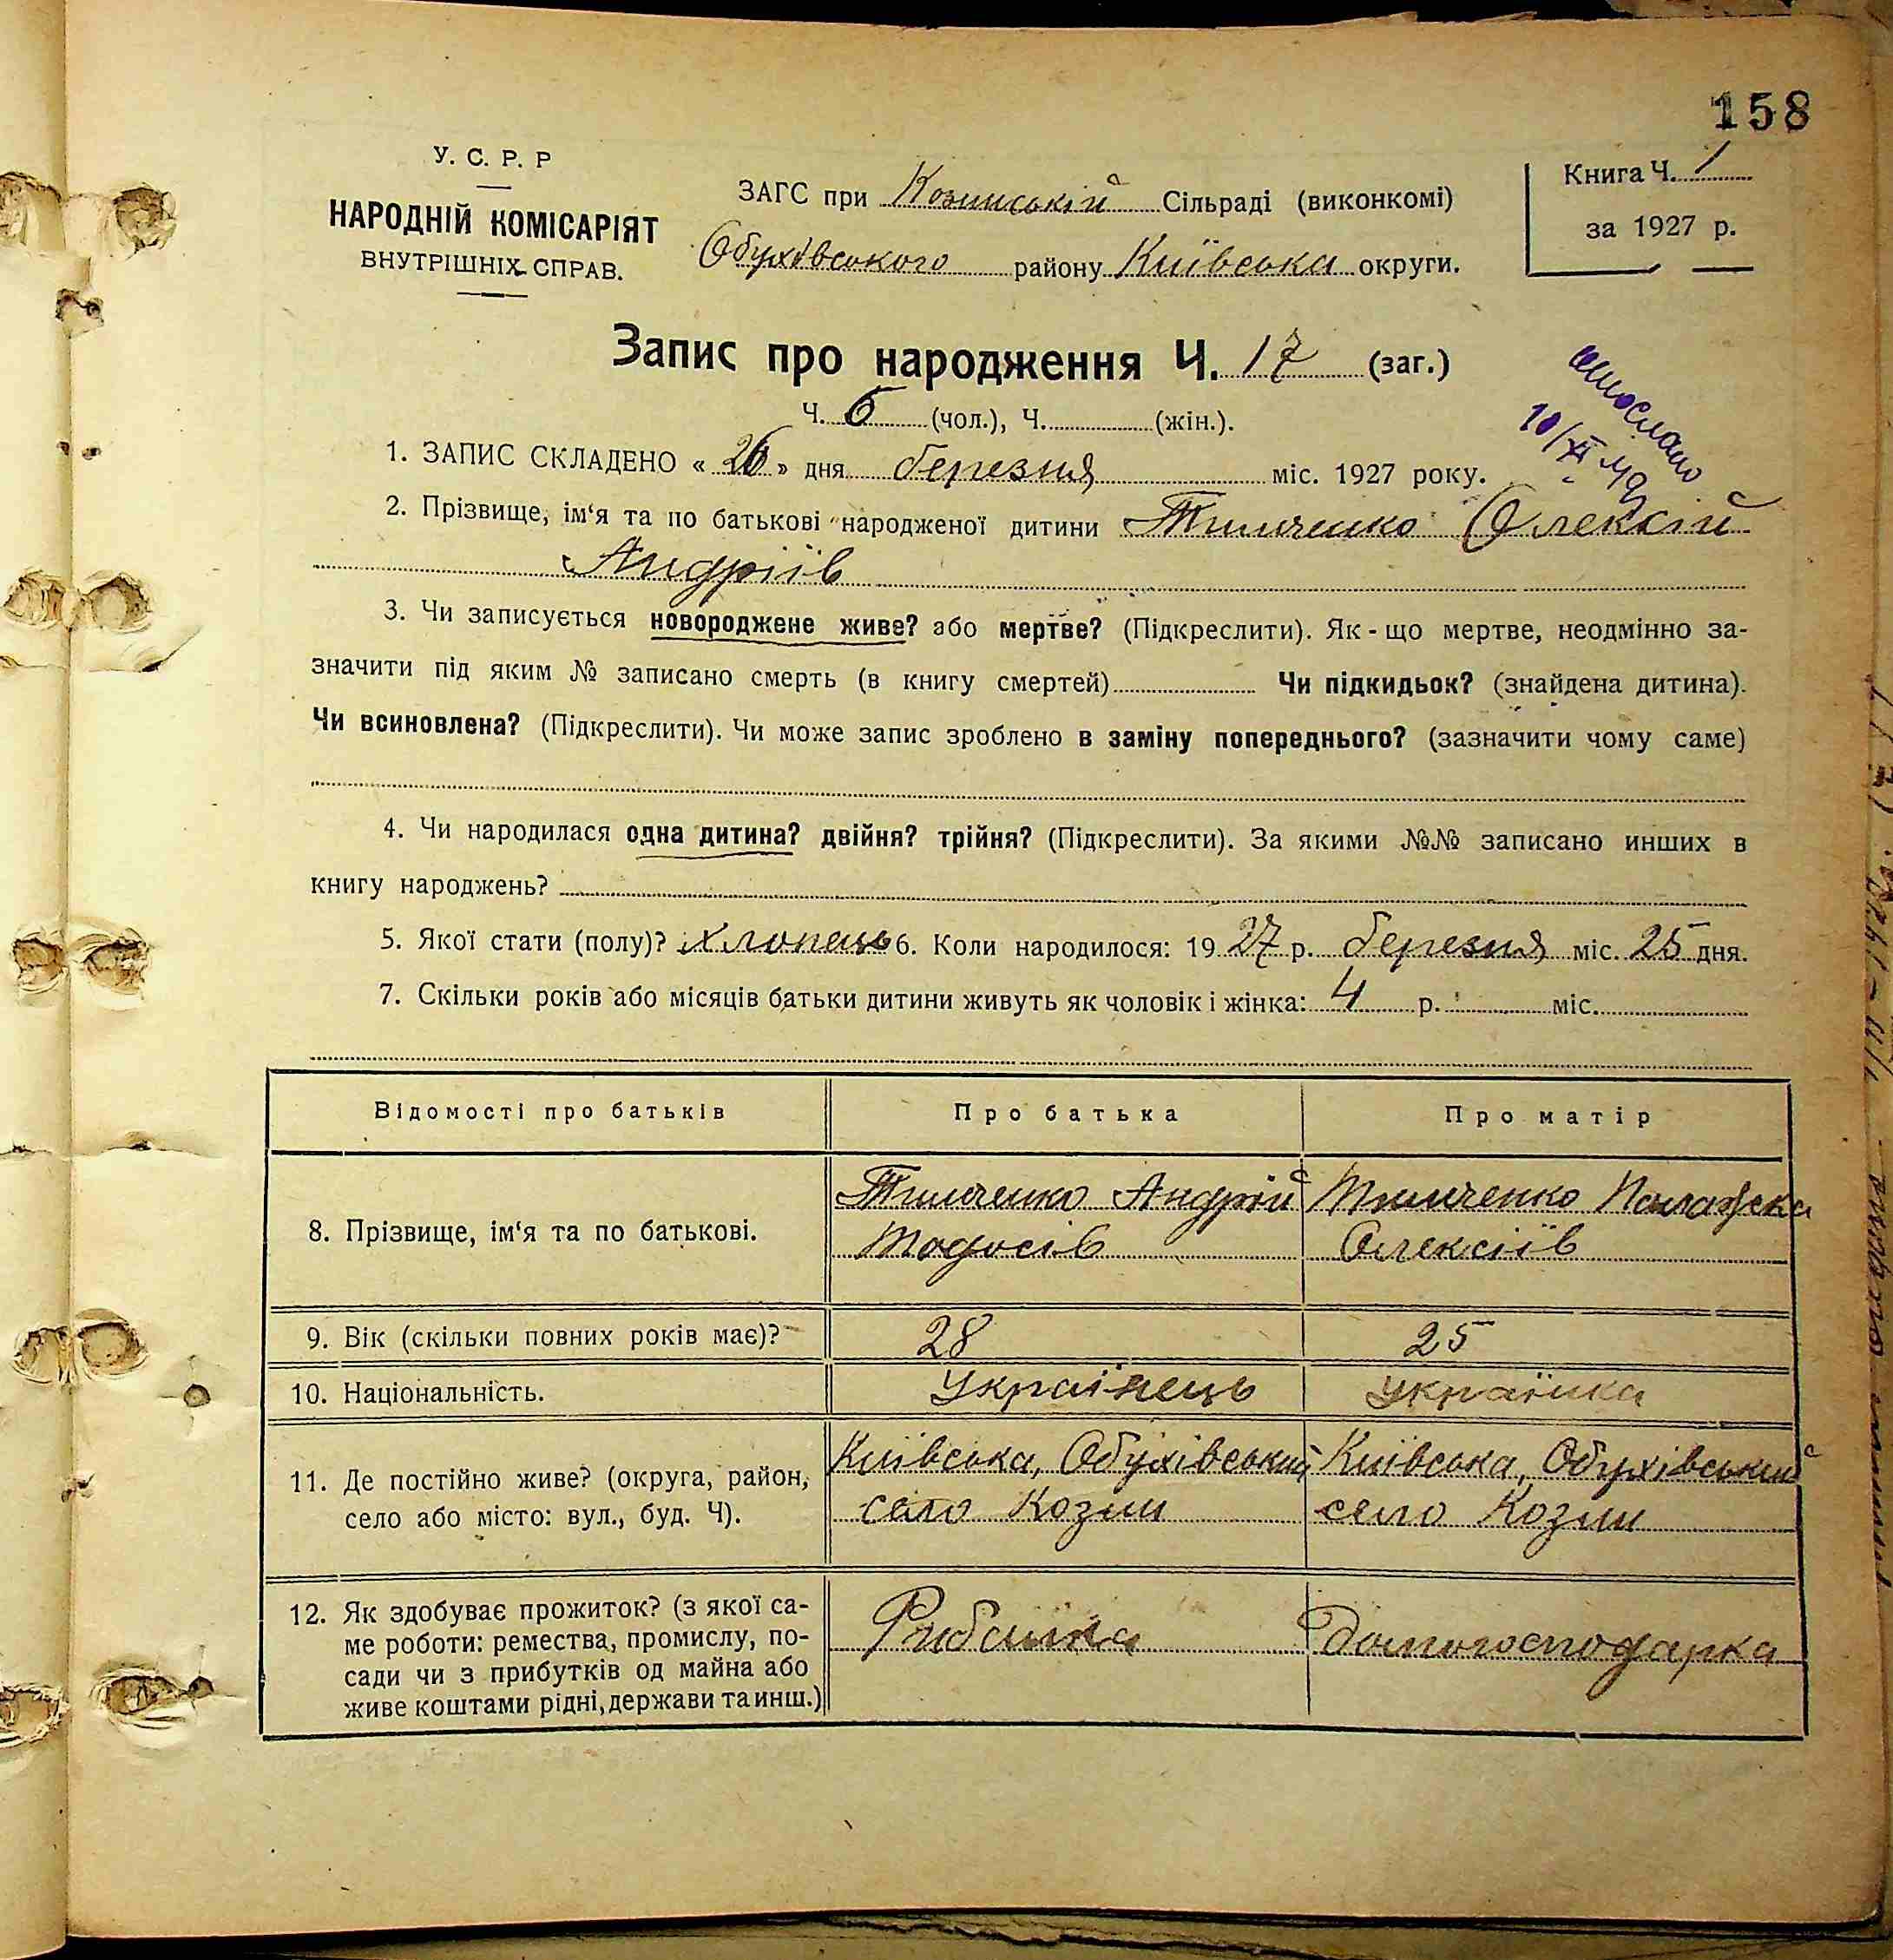 158
У. С. Р. Р
НАРОДНІЙ КОМІСАРІЯТ
ВНУТРІШНІХ СПРАВ.
ЗАГС при Козинській Сільраді (виконкомі)
Обухівського району Київська округи.
Книга Ч. 1
за 1927 р.
Запис про народження Ч. 17 (заг.)
Ч. 6 (чол.), Ч. (жін.).
10/XI 49
1. ЗАПИС СКЛАДЕНО « 26 » дня березня міс. 1927 року.
2. Прізвище, ім‘я та по батькові народженої дитини Тимченко Олексій
Андріїв
3. Чи записується новороджене живе? або мертве? (Підкреслити). Як-що мертве, неодмінно за-
значити під яким № записано смерть (в книгу смертей) Чи підкидьок? (знайдена дитина).
Чи всиновлена? (Підкреслити). Чи може запис зроблено в заміну попереднього? (зазначити чому саме)
4. Чи народилася одна дитина? двійня? трійня? (Підкреслити). За якими №№ записано инших в
книгу народжень?
5. Якої стати (полу)? хлопець 6. Коли народилося: 1927 р. березня міс. 25 дня.
7. Скільки років або місяців батьки дитини живуть як чоловік і жінка: 4 р. міс.
Відомості про батьків Про батька Про матір
8. Прізвище, ім‘я та по батькові.
Тимченко Андрій
Тодосів
Тимченко Палажка
Олексіїв
9. Вік (скільки повних років має)? 28 25
10. Національність. Українець Українка
11. Де постійно живе? (округа, район,
село або місто: вул., буд. Ч).
Київська, Обухівський
село Козин
Київська, Обухівський
село Козин
12. Як здобуває прожиток? (з якої са-
ме роботи: ремества, промислу, по-
сади чи з прибутків од майна або
живе коштами рідні, держави та инш.)
Рибалка
Домогосподарка